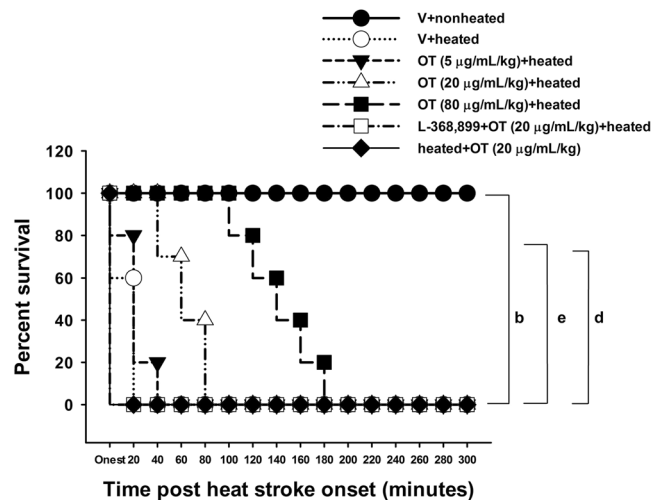 V+nonheated
V+heated
OT (5 μg/mL/kg)+heated
OT (20 μg/mL/kg)+heated
OT (80 μg/mL/kg)+heated
L-368,899+OT (20 μg/mL/kg)+heated
heated+OT (20 μg/mL/kg)
Percent survival
120
100
80
60
40
20
0
b
e
d
Onest 20 40 60 80 100 120 140 160 180 200 220 240 260 280 300
Time post heat stroke onset (minutes)